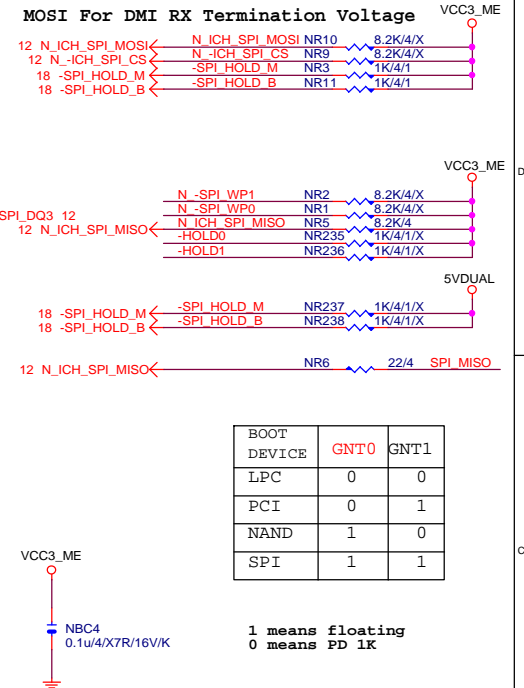 MOSI For DMI RX Termination Voltage
VCC3_ME
12 N_ICH_SPI_MOSI N_ICH_SPI_MOSI NR10 8.2K/4/X
12 N_-ICH_SPI_CS N_-ICH_SPI_CS NR9 8.2K/4/X
18 -SPI_HOLD_M -SPI_HOLD_M NR3 1K/4/1
18 -SPI_HOLD_B -SPI_HOLD_B NR11 1K/4/1
VCC3_ME
D
N_-SPI_WP1 NR2 8.2K/4/X
SPI_DQ3 12 N_-SPI_WP0 NR1 8.2K/4/X
12 N_ICH_SPI_MISO N_ICH_SPI_MISO NR5 8.2K/4
-HOLD0 NR235 1K/4/1/X
-HOLD1 NR236 1K/4/1/X
5VDUAL
18 -SPI_HOLD_M -SPI_HOLD_M NR237 1K/4/1/X
18 -SPI_HOLD_B -SPI_HOLD_B NR238 1K/4/1/X
12 N_ICH_SPI_MISO NR6 22/4 SPI_MISO
BOOT DEVICE GNT0 GNT1
LPC 0 0
PCI 0 1
NAND 1 0
SPI 1 1
C
VCC3_ME
NBC4
0.1u/4/X7R/16V/K
1 means floating
0 means PD 1K